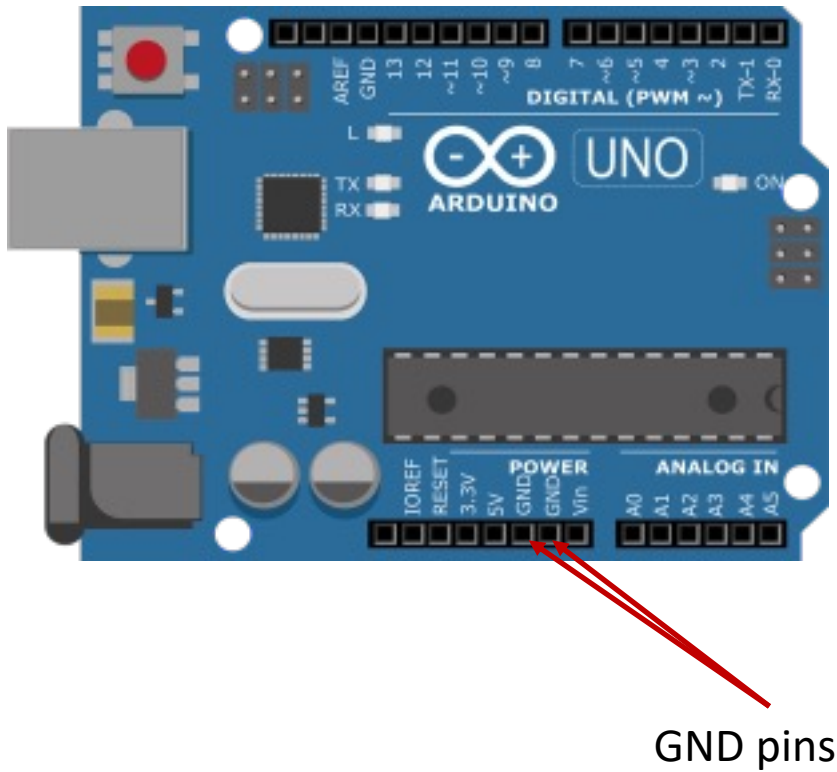 AREF
GND
13
12
~11
~10
~9
8
7
~6
~5
4
~3
2
TX-1
RX-0
DIGITAL (PWM ~)
L
TX
RX
- +
ARDUINO
UNO
ON
POWER
ANALOG IN
IOREF
RESET
3.3V
5V
GND
GND
Vin
A0
A1
A2
A3
A4
A5
GND pins